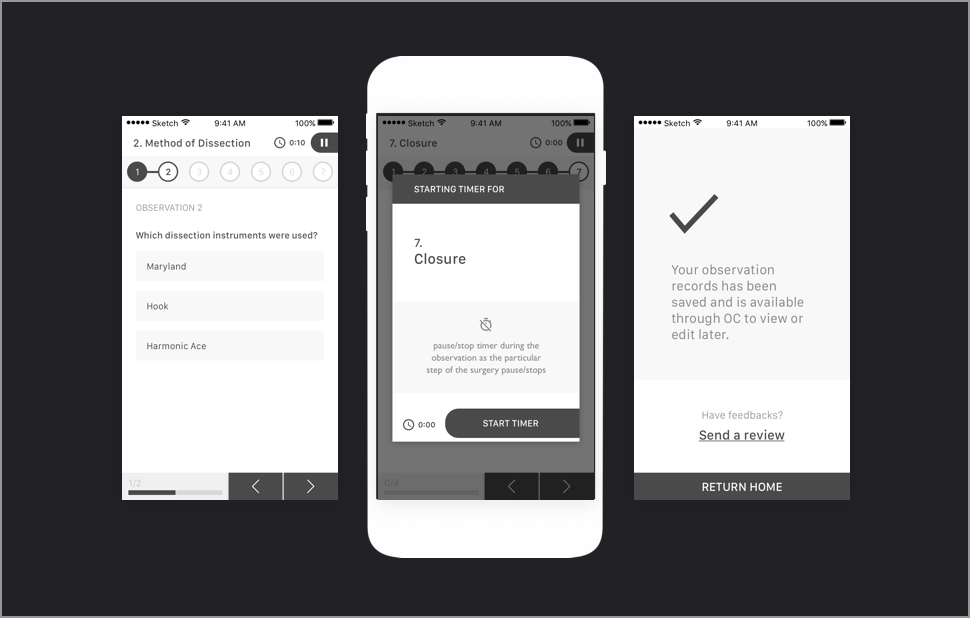 ●●●●● Sketch 9:41 AM 100%
2. Method of Dissection 0:10
1 2 3 4 5 6 7
OBSERVATION 2
Which dissection instruments were used?
Maryland
Hook
Harmonic Ace
1/2
●●●●● Sketch 9:41 AM 100%
7. Closure 0:00
1 2 3 4 5 6 7
STARTING TIMER FOR
7.
Closure
pause/stop timer during the
observation as the particular
step of the surgery pause/stops
0:00 START TIMER
0/4
●●●●● Sketch 9:41 AM 100%
Your observation
records has been
saved and is available
through OC to view or
edit later.
Have feedbacks?
Send a review
RETURN HOME